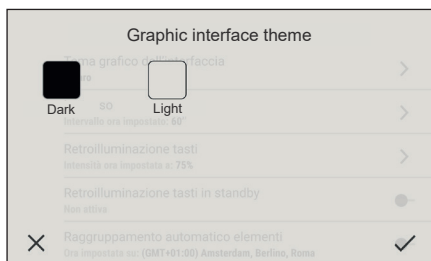 Graphic interface theme
Tema grafico dell'interfaccia
Dark
Light
Intervallo ora impostato: 60"
Retroilluminazione tasti
Intensità ora impostata a: 75%
Retroilluminazione tasti in standby
Non attivo
Raggruppamento automatico elementi
Ora impostato su: (GMT+01:00) Amsterdam, Berlino, Roma